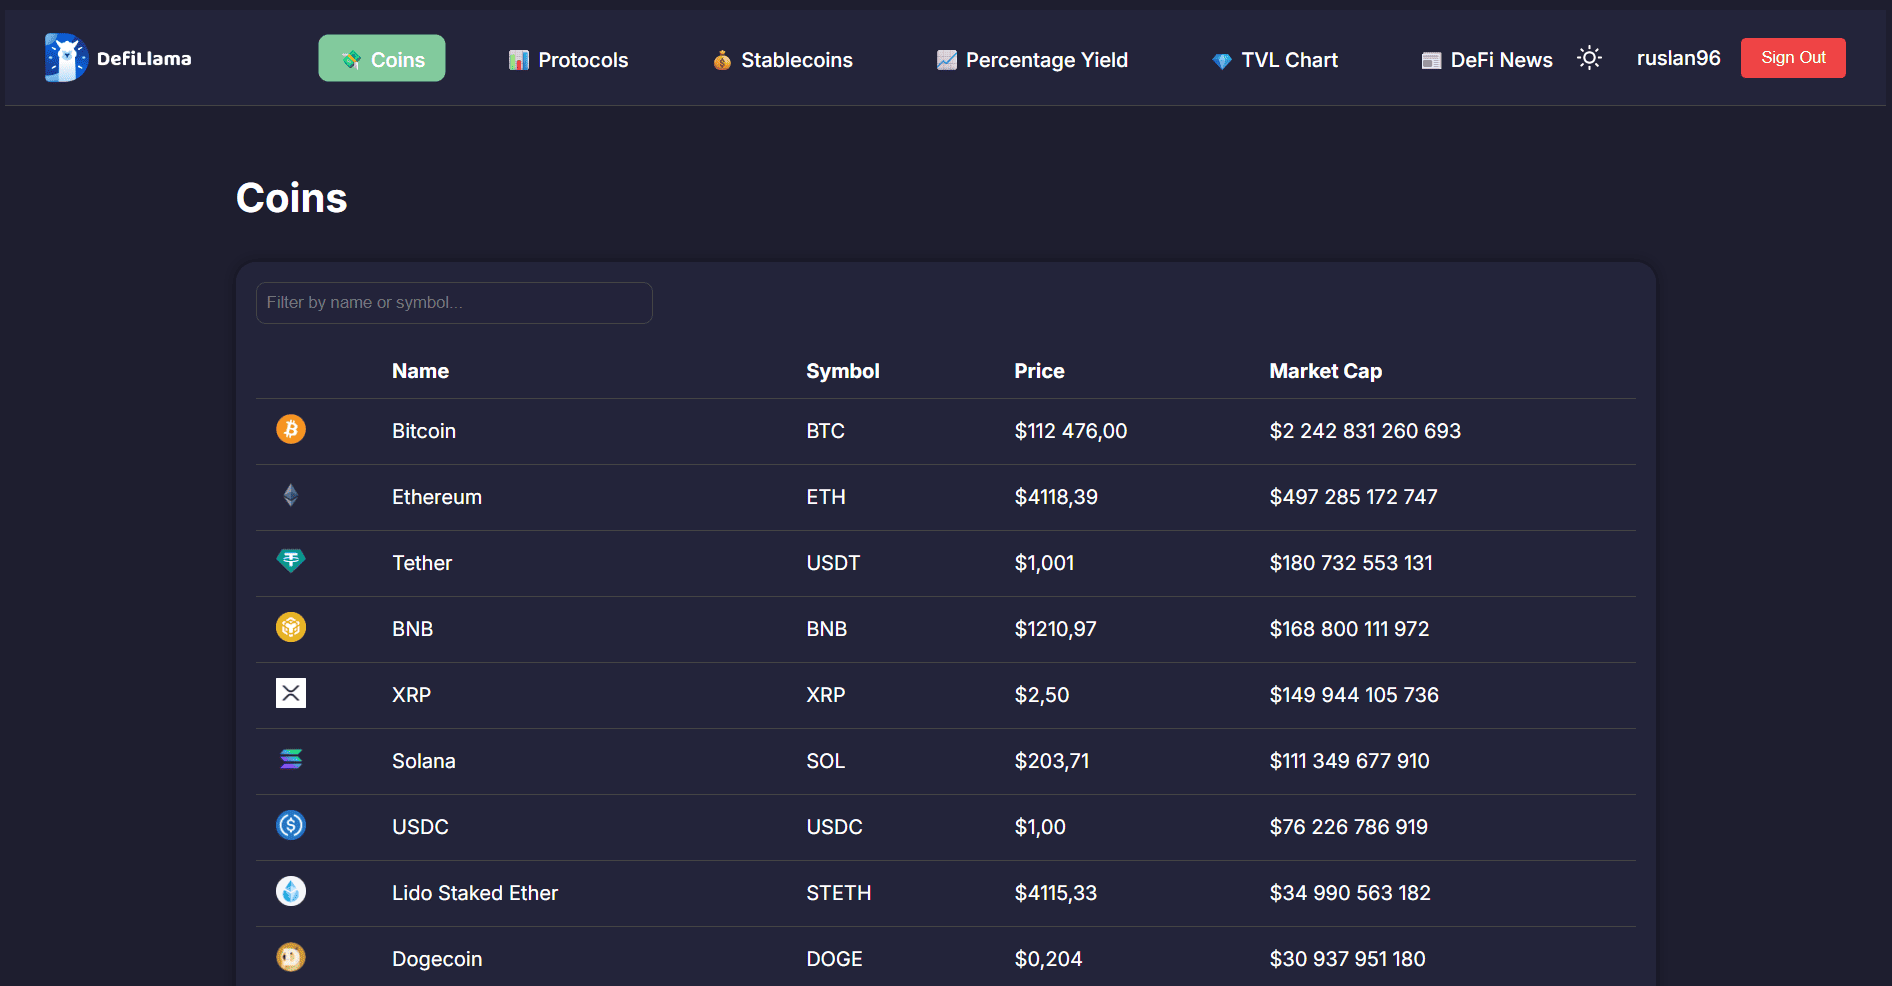 DefiLlama Coins Protocols Stablecoins Percentage Yield TVL Chart DeFi News ruslan96 Sign Out
Coins
Filter by name or symbol...
Name Symbol Price Market Cap
Bitcoin BTC $112 476,00 $2 242 831 260 693
Ethereum ETH $4118,39 $497 285 172 747
Tether USDT $1,001 $180 732 553 131
BNB BNB $1210,97 $168 800 111 972
XRP XRP $2,50 $149 944 105 736
Solana SOL $203,71 $111 349 677 910
USDC USDC $1,00 $76 226 786 919
Lido Staked Ether STETH $4115,33 $34 990 563 182
Dogecoin DOGE $0,204 $30 937 951 180